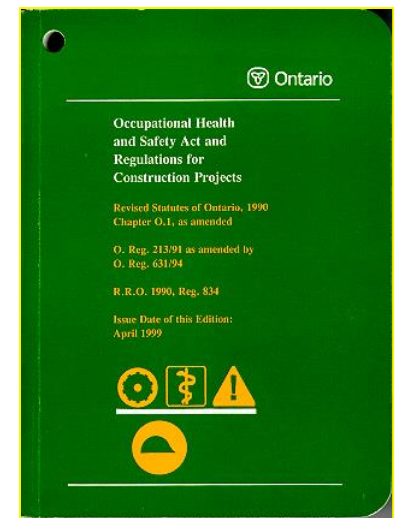 Ontario
Occupational Health
and Safety Act and
Regulations for
Construction Projects
Revised Statutes of Ontario, 1990
Chapter O.1, as amended
O. Reg. 213/91 as amended by
O. Reg. 631/94
R.R.O. 1990, Reg. 834
Issue Date of this Edition:
April 1999